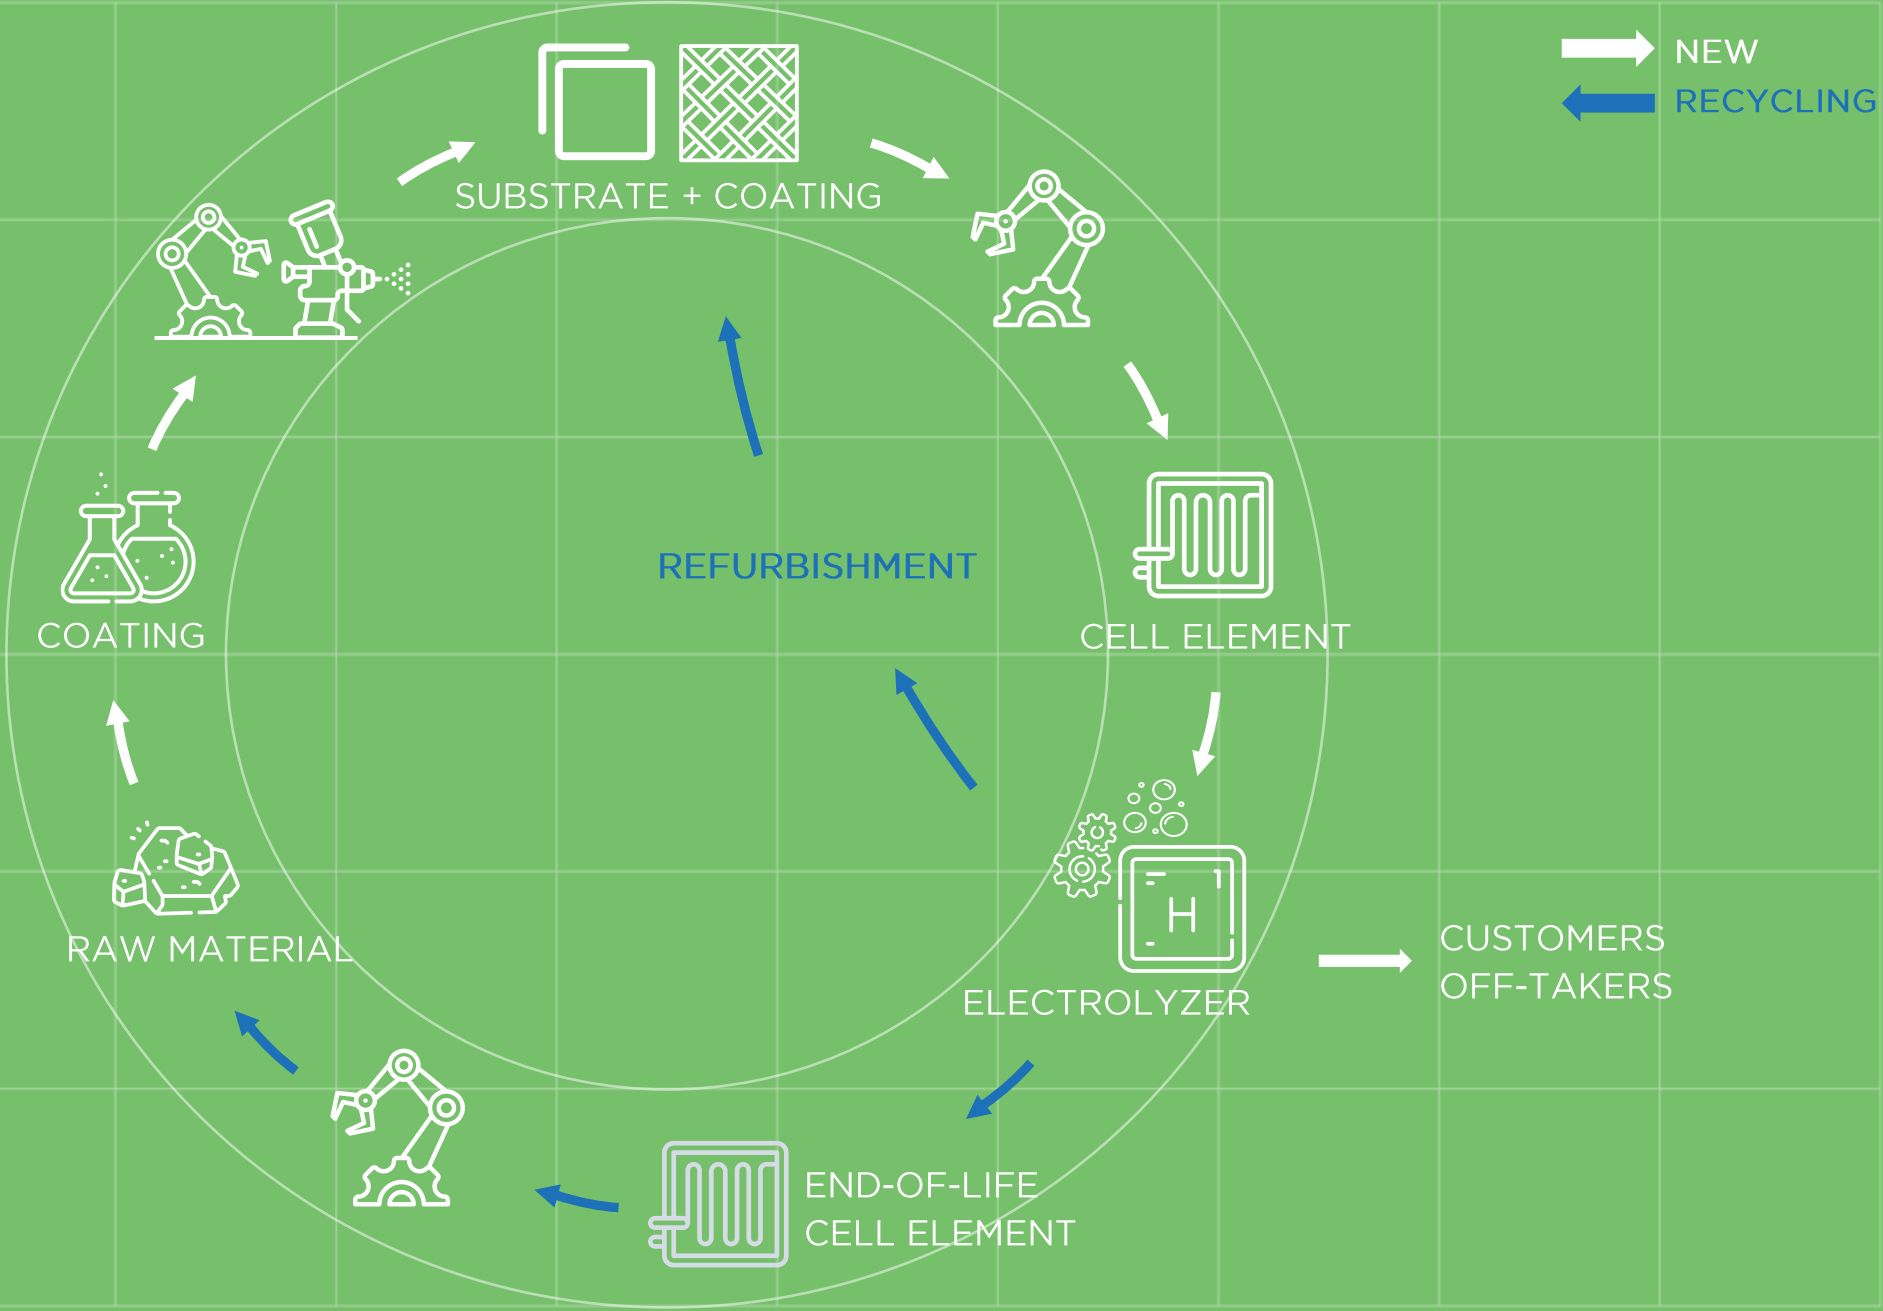 NEW
RECYCLING
SUBSTRATE + COATING
REFURBISHMENT
COATING
CELL ELEMENT
H
RAW MATERIAL
CUSTOMERS
OFF-TAKERS
ELECTROLYZER
END-OF-LIFE
CELL ELEMENT